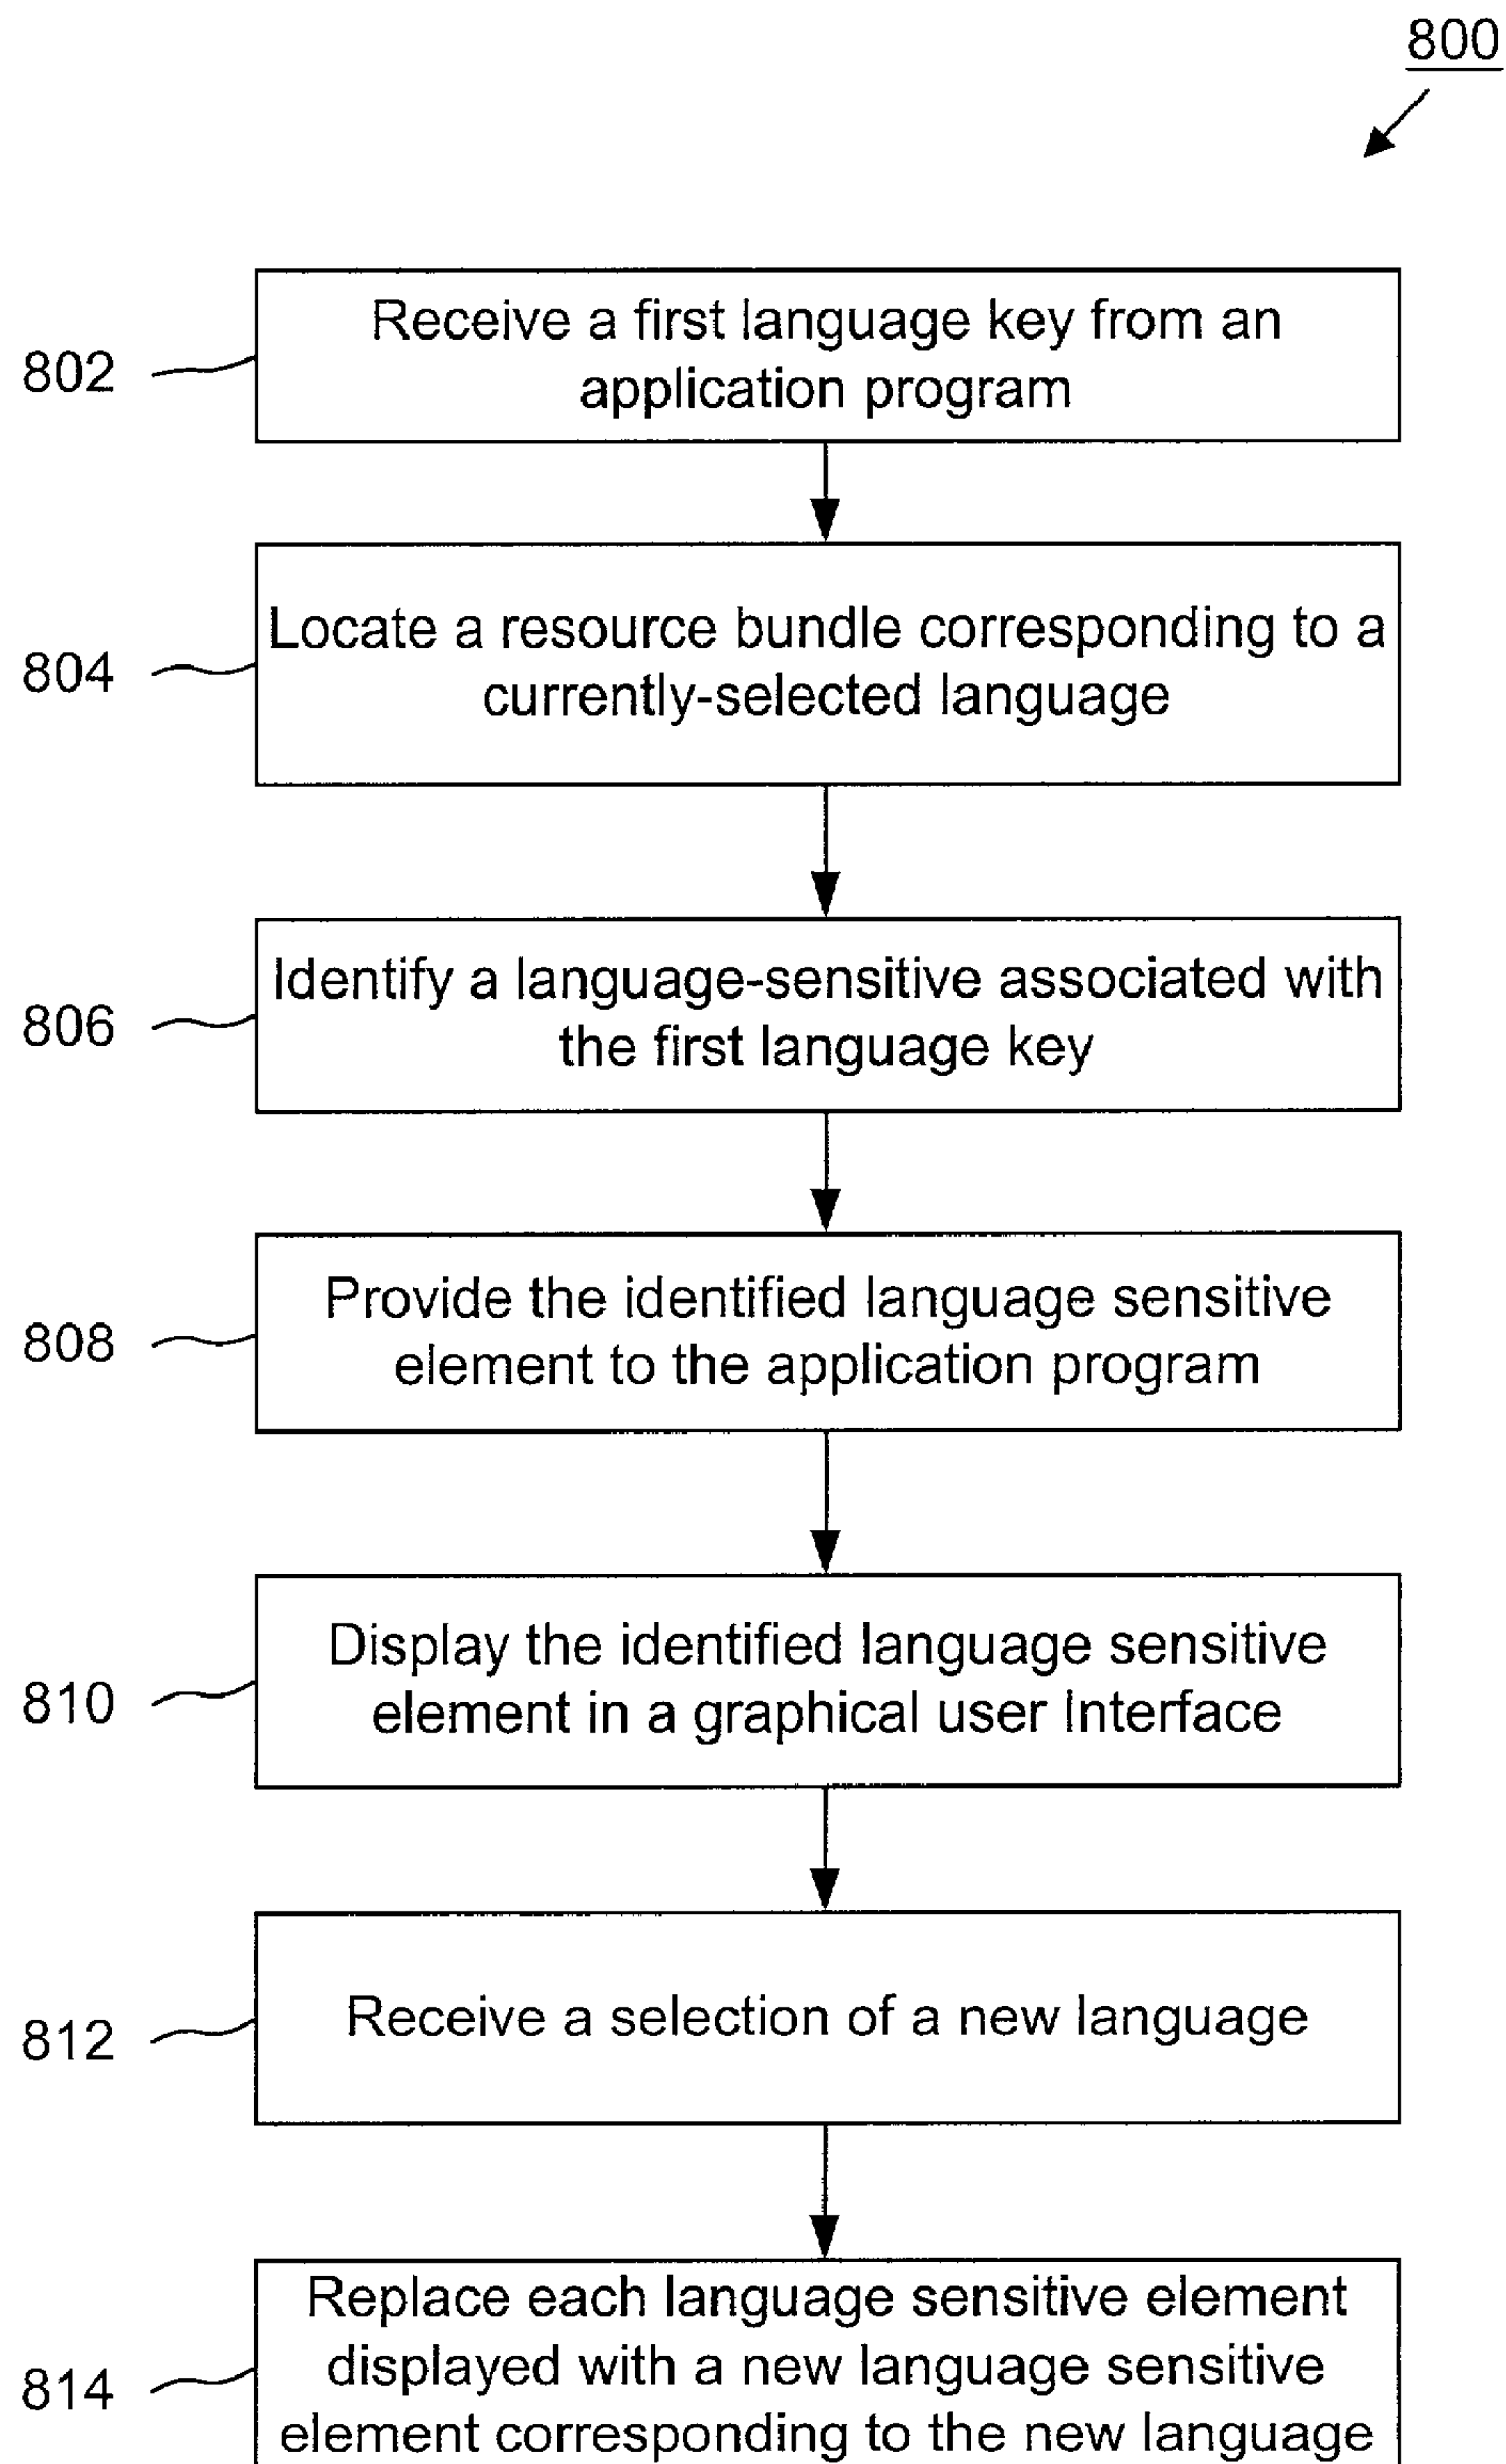 800
802
Receive a first language key from an
application program
804
Locate a resource bundle corresponding to a
currently-selected language
806
Identify a language-sensitive associated with
the first language key
808
Provide the identified language sensitive
element to the application program
810
Display the identified language sensitive
element in a graphical user Interface
812
Receive a selection of a new language
814
Replace each language sensitive element
displayed with a new language sensitive
element corresponding to the new language